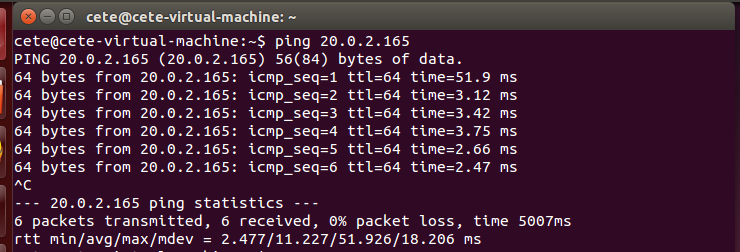 cete@cete-virtual-machine: ~
cete@cete-virtual-machine:~$ ping 20.0.2.165
PING 20.0.2.165 (20.0.2.165) 56(84) bytes of data.
64 bytes from 20.0.2.165: icmp_seq=1 ttl=64 time=51.9 ms
64 bytes from 20.0.2.165: icmp_seq=2 ttl=64 time=3.12 ms
64 bytes from 20.0.2.165: icmp_seq=3 ttl=64 time=3.42 ms
64 bytes from 20.0.2.165: icmp_seq=4 ttl=64 time=3.75 ms
64 bytes from 20.0.2.165: icmp_seq=5 ttl=64 time=2.66 ms
64 bytes from 20.0.2.165: icmp_seq=6 ttl=64 time=2.47 ms
^C
--- 20.0.2.165 ping statistics ---
6 packets transmitted, 6 received, 0% packet loss, time 5007ms
rtt min/avg/max/mdev = 2.477/11.227/51.926/18.206 ms